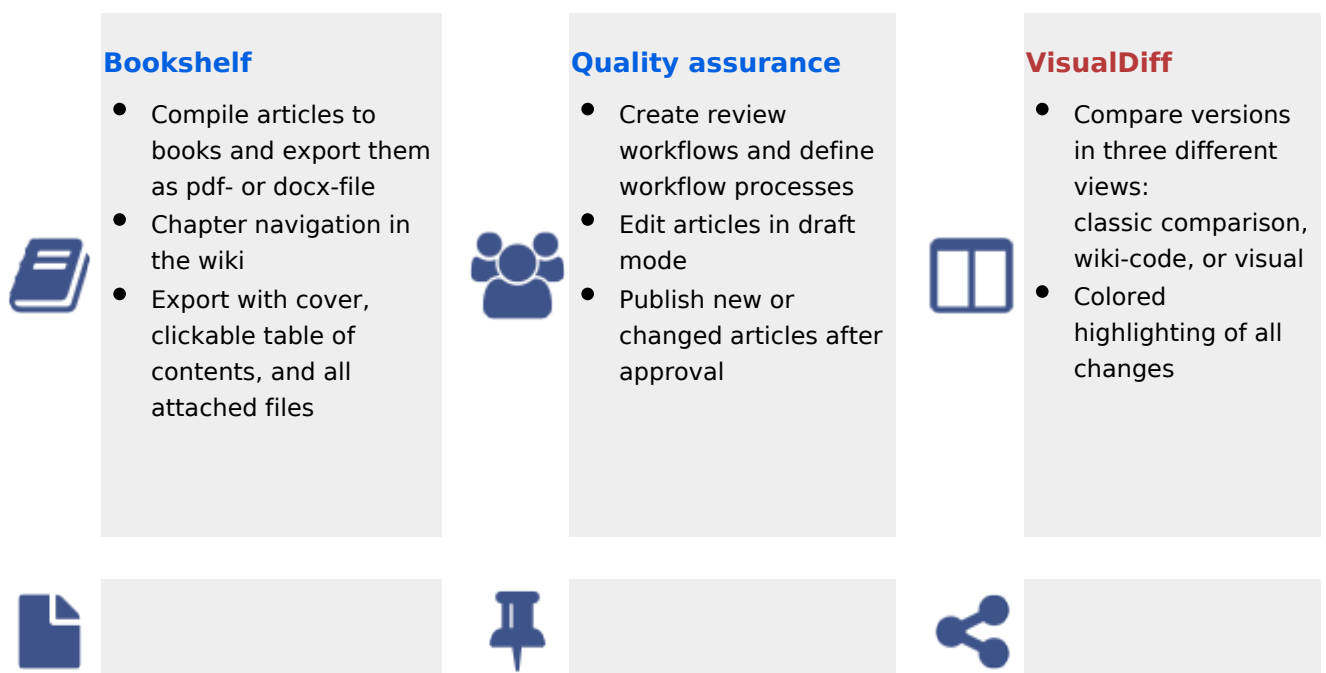 Bookshelf
• Compile articles to
books and export them
as pdf- or docx-file
• Chapter navigation in
the wiki
• Export with cover,
clickable table of
contents, and all
attached files
Quality assurance
• Create review
workflows and define
workflow processes
• Edit articles in draft
mode
• Publish new or
changed articles after
approval
VisualDiff
• Compare versions
in three different
views:
classic comparison,
wiki-code, or visual
• Colored
highlighting of all
changes